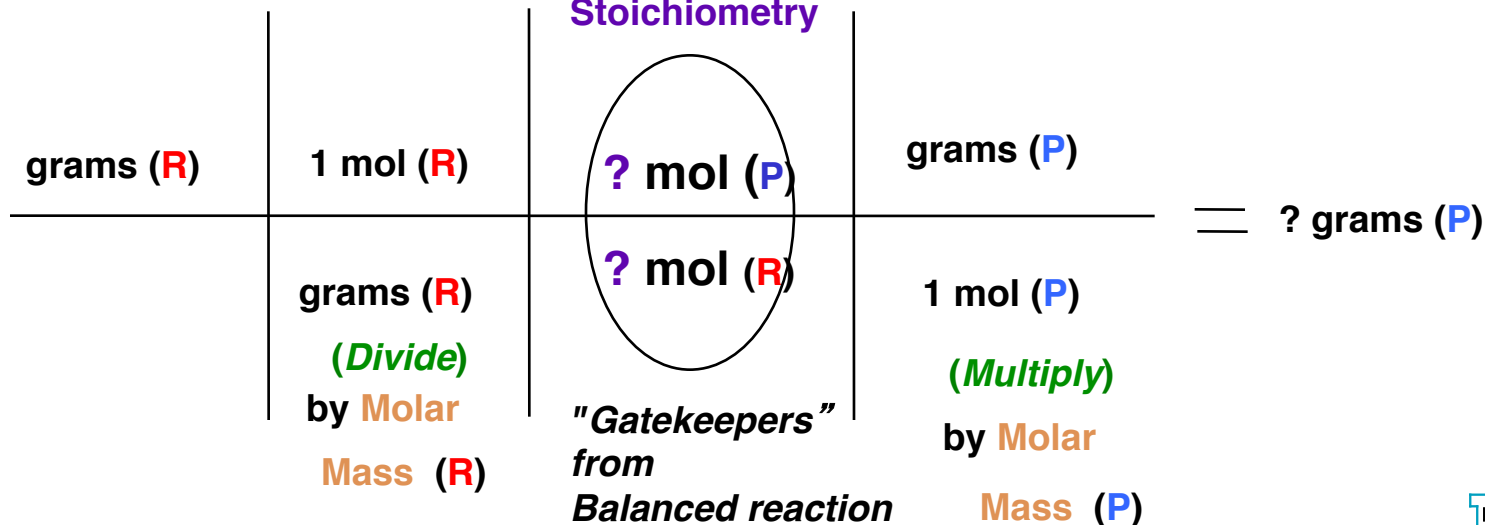 Stoichiometry
grams (R)
1 mol (R)
? mol (P)
grams (P)
? grams (P)
grams (R)
? mol (R)
1 mol (P)
(Divide)
by Molar
Mass (R)
"Gatekeepers”
from
Balanced reaction
(Multiply)
by Molar
Mass (P)